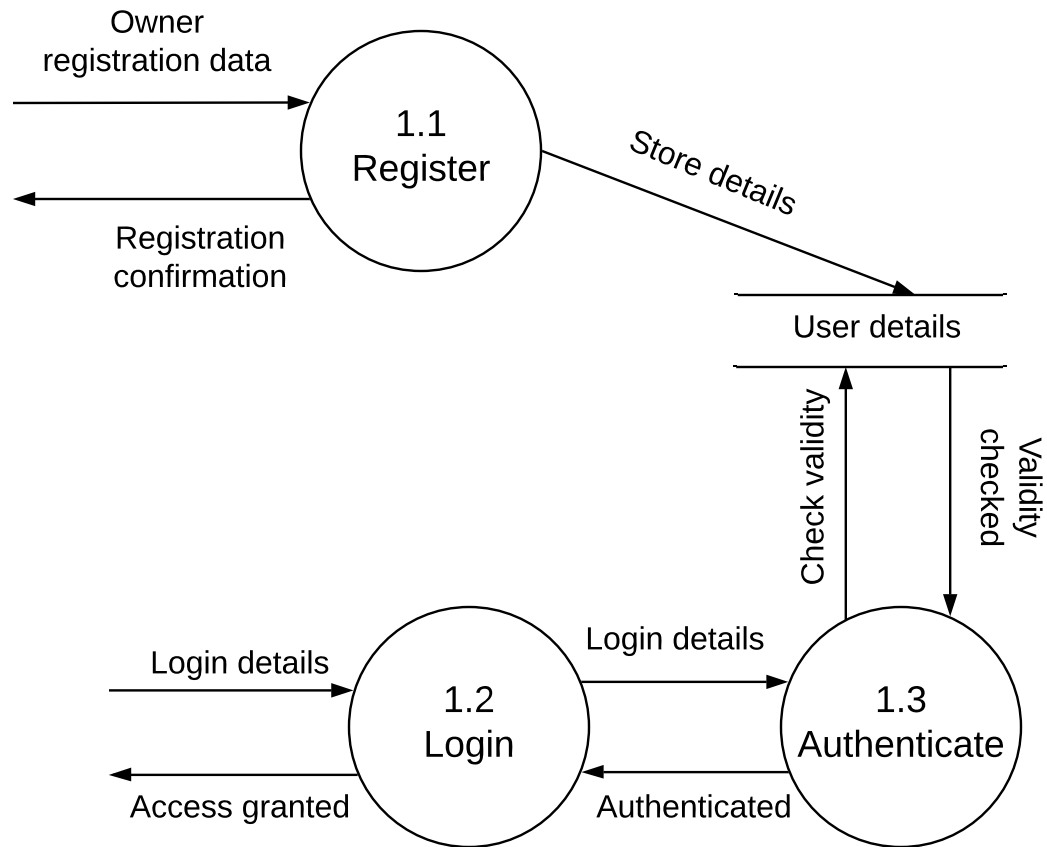 Owner
registration data
1.1
Register
Store details
Registration
confirmation
User details
Check validity
Validity
checked
Login details
Login details
1.2
Login
1.3
Authenticate
Access granted
Authenticated